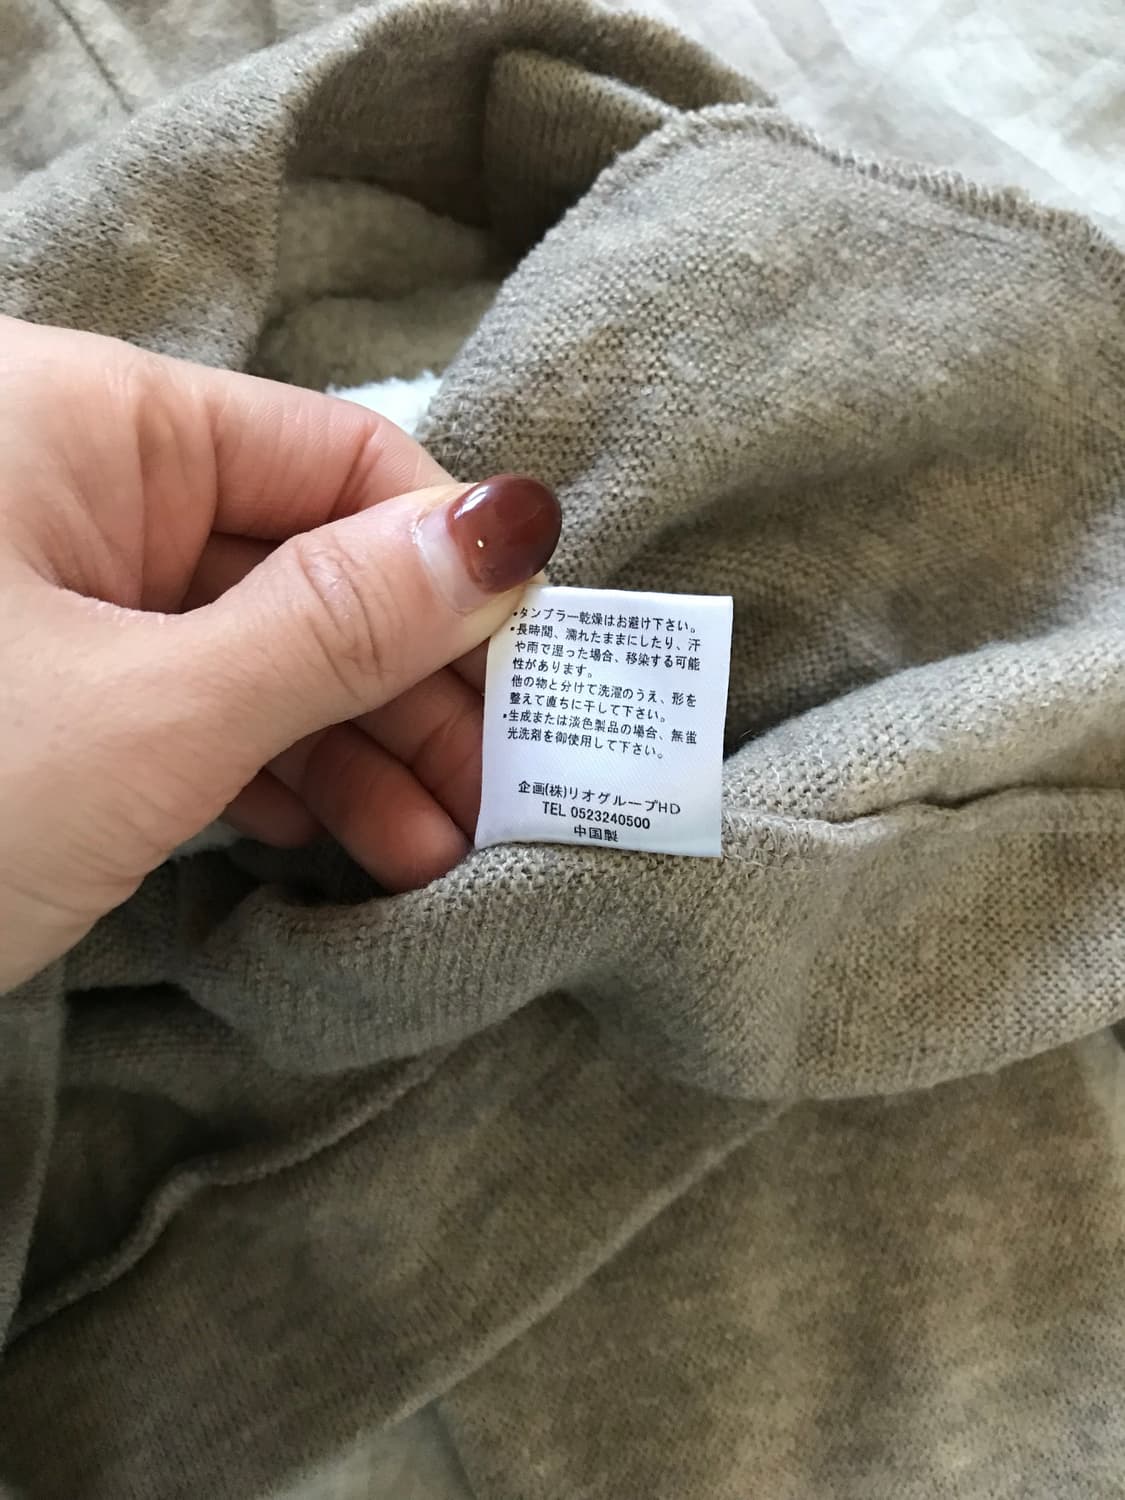 ・タンブラー乾燥はお避け下さい。
・長時間、濡れたままにしたり、汗
や雨で湿った場合、移染する可能
性があります。
他の物と分けて洗濯のうえ、形を
整えて直ちに干して下さい。
・生成または淡色製品の場合、無蛍
光洗剤を御使用して下さい。
企画(株)リオグループHD
TEL 0523240500
中国製